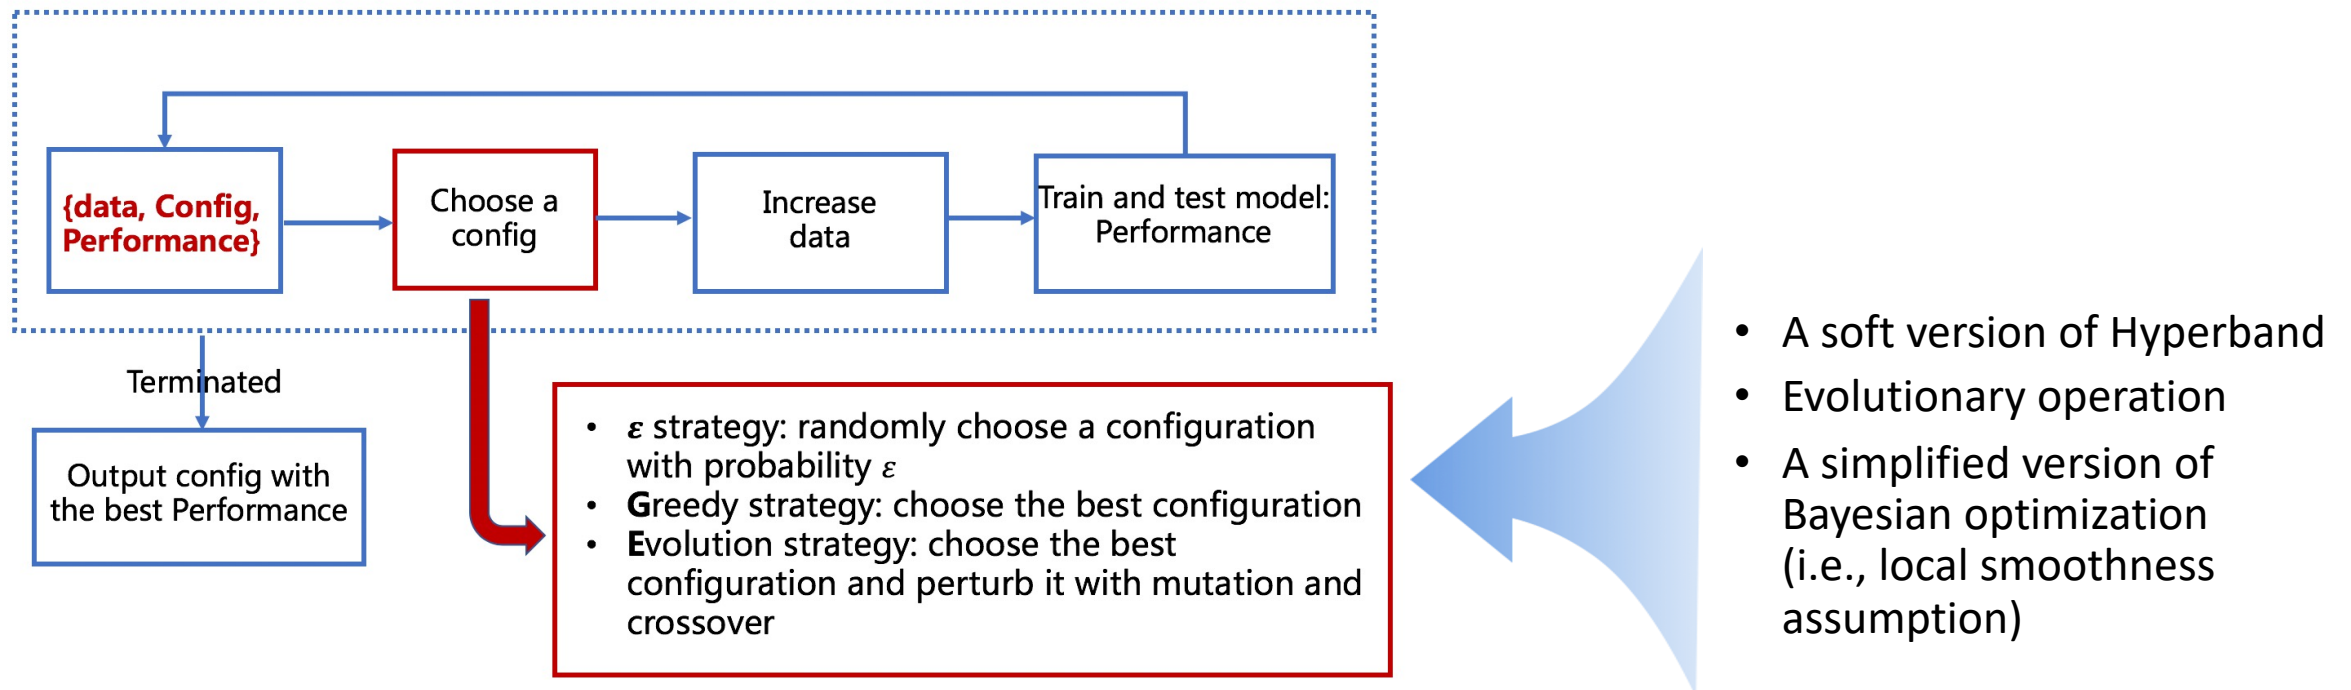 {data, Config,
Performance}
Choose a
config
Increase
data
Train and test model:
Performance
Terminated
Output config with
the best Performance
• ε strategy: randomly choose a configuration
with probability ε
• Greedy strategy: choose the best configuration
• Evolution strategy: choose the best
configuration and perturb it with mutation and
crossover
• A soft version of Hyperband
• Evolutionary operation
• A simplified version of
Bayesian optimization
(i.e., local smoothness
assumption)